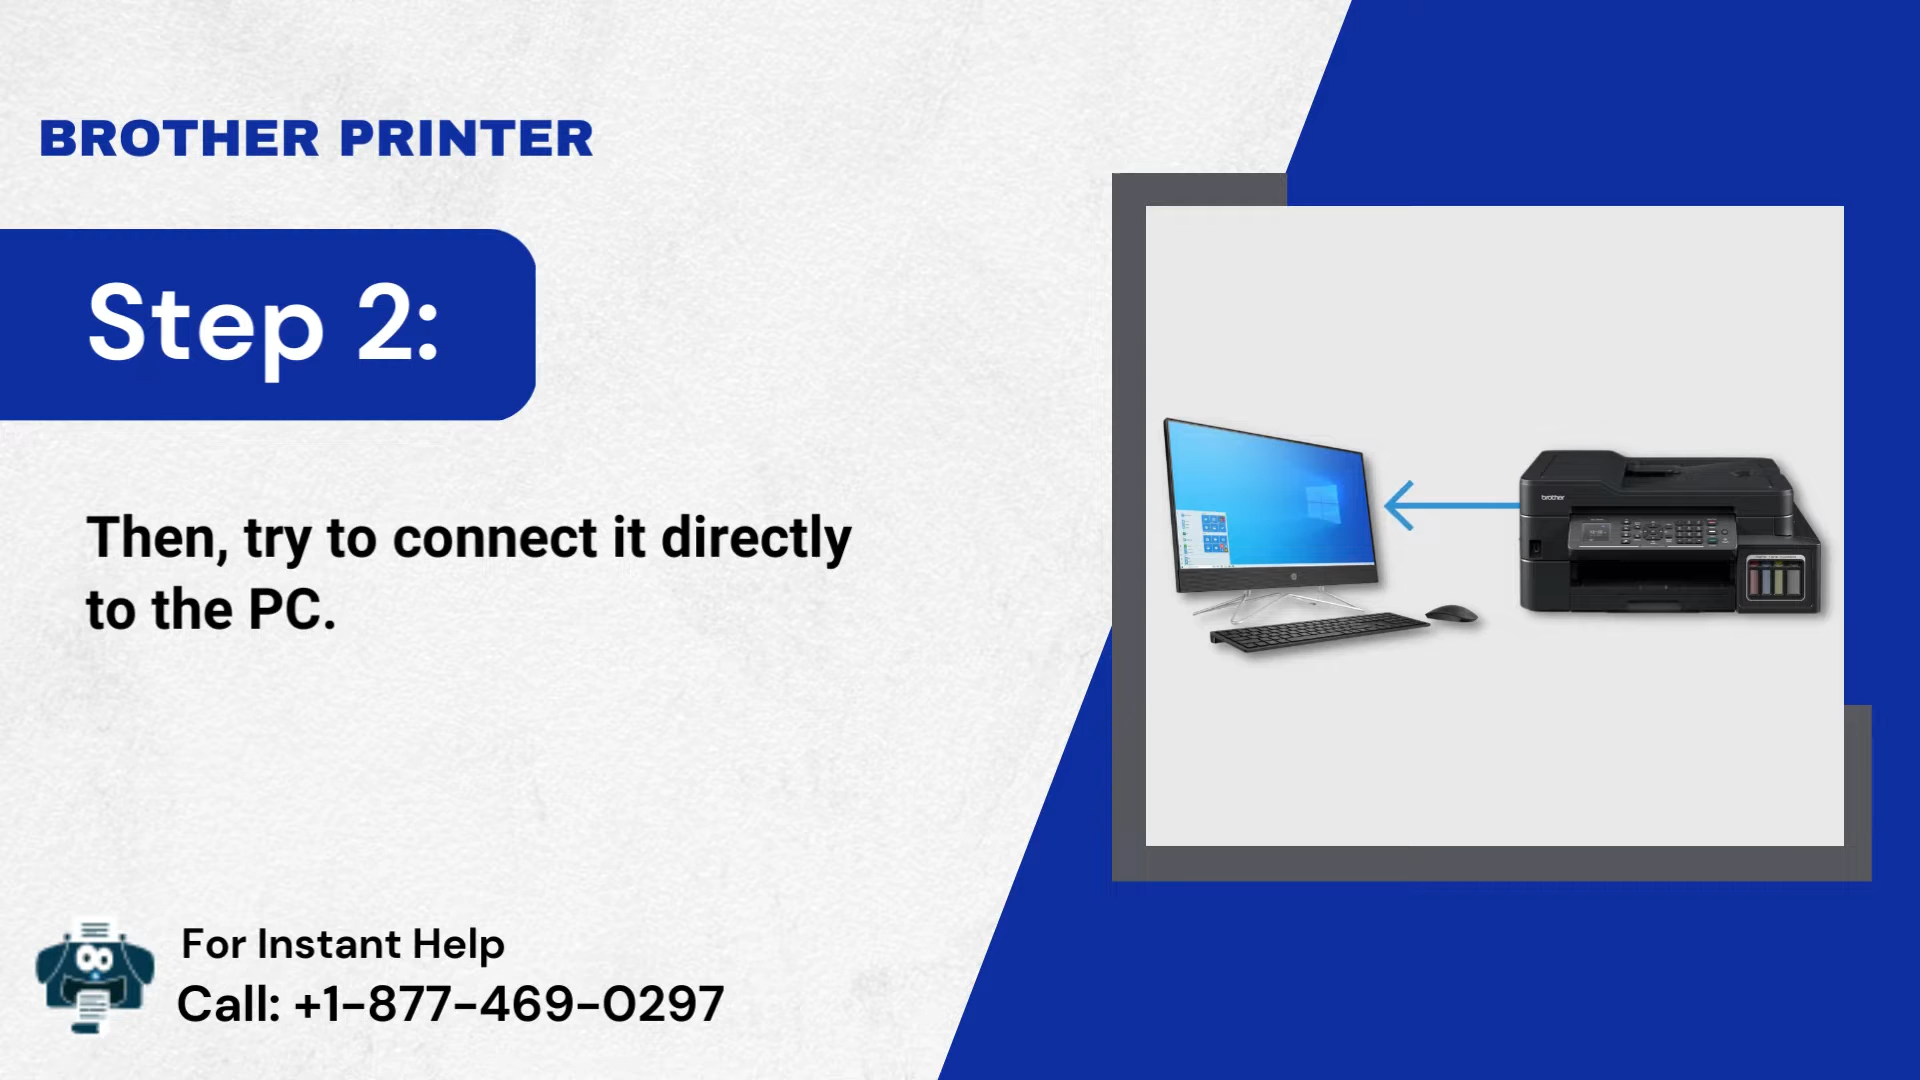 BROTHER PRINTER
Step 2:
Then, try to connect it directly
to the PC.
brother
For Instant Help
Call: +1-877-469-0297